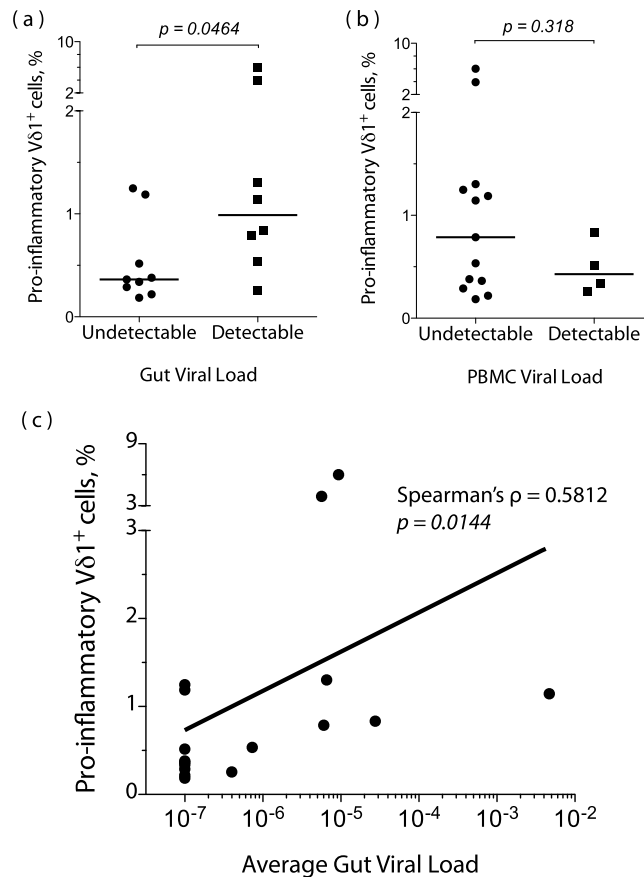 (a)
p = 0.0464
Pro-inflammatory Vδ1+ cells, %
10
2
2
1
0
Undetectable Detectable
Gut Viral Load
(b)
p = 0.318
Pro-inflammatory Vδ1+ cells, %
10
2
2
1
0
Undetectable Detectable
PBMC Viral Load
(c)
Pro-inflammatory Vδ1+ cells, %
9
3
3
2
1
0
Spearman's ρ = 0.5812
p = 0.0144
10-7 10-6 10-5 10-4 10-3 10-2
Average Gut Viral Load